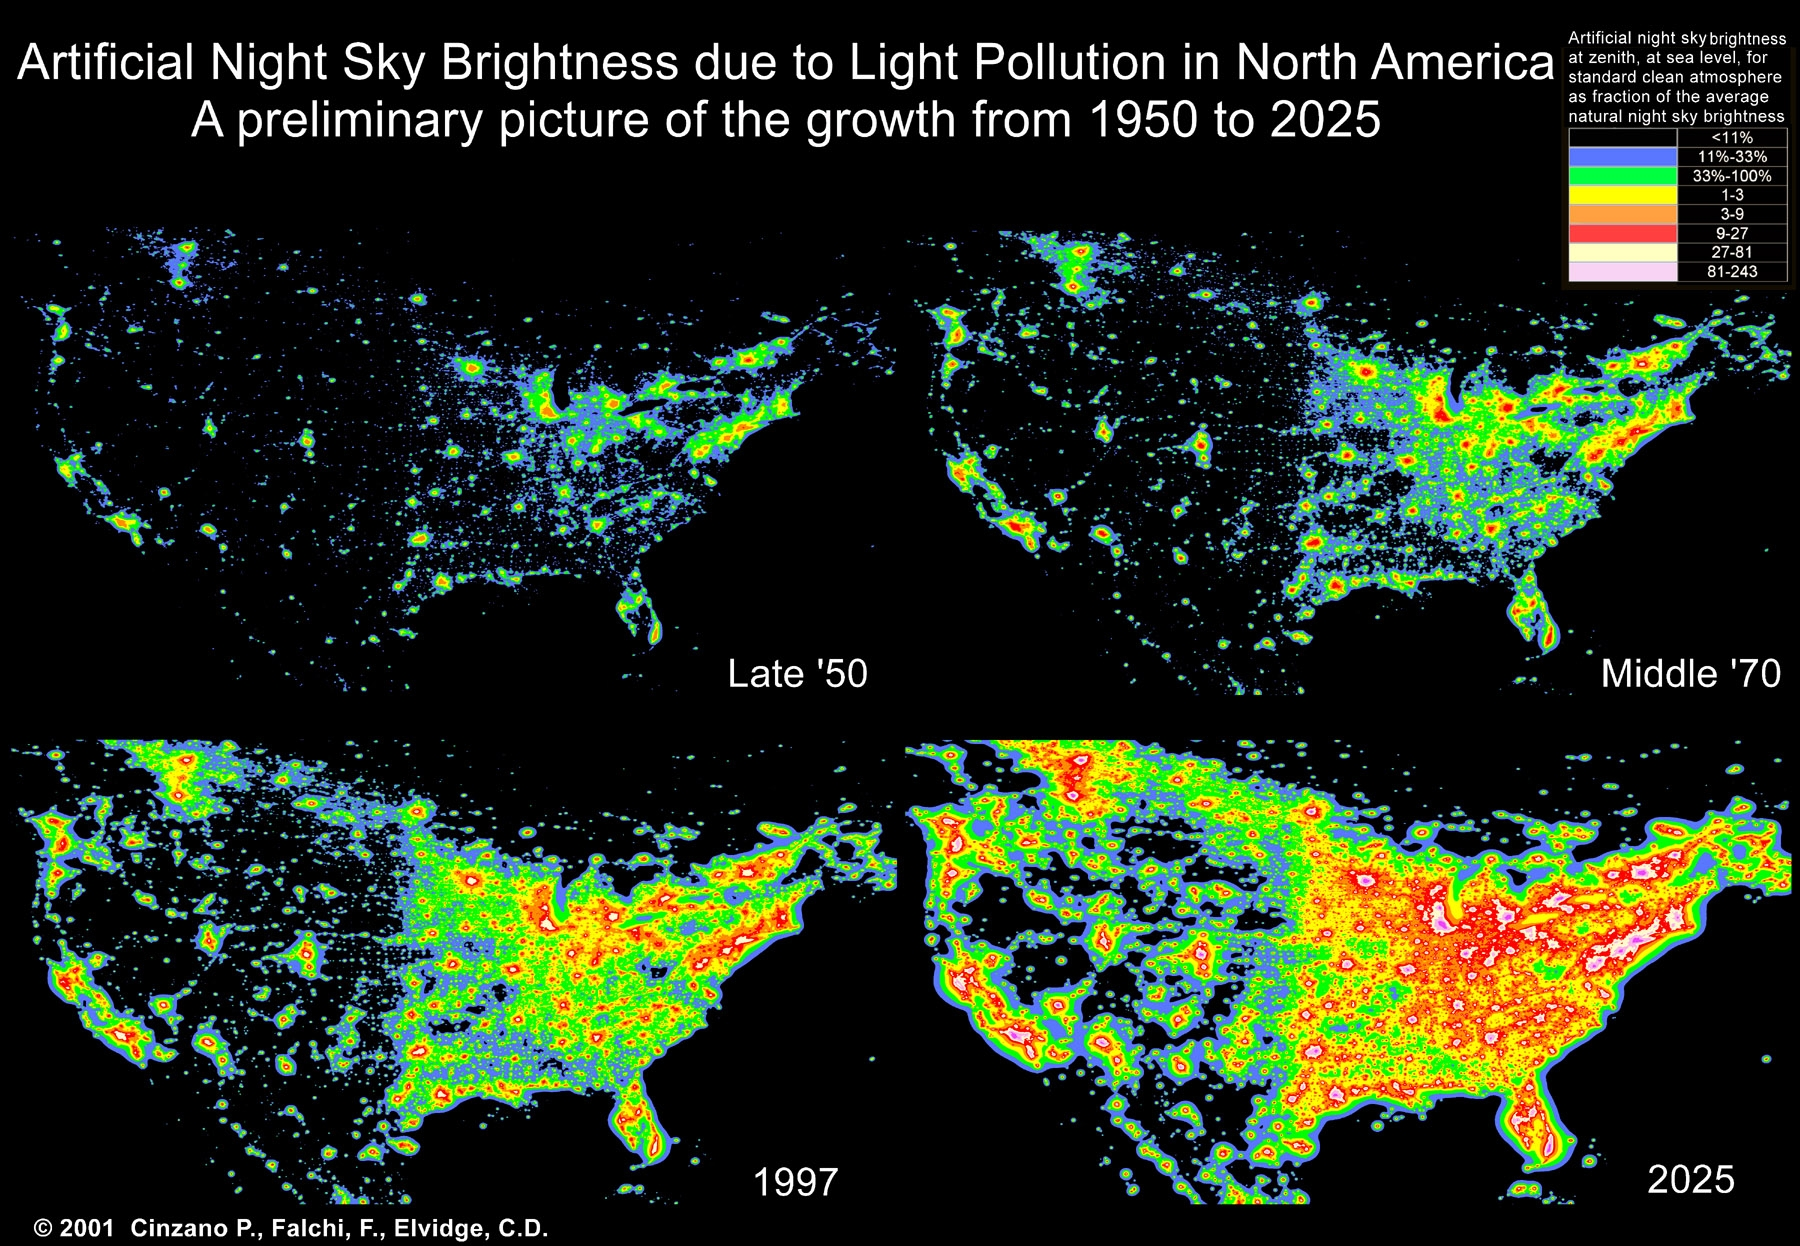 Artificial Night Sky Brightness due to Light Pollution in North America
A preliminary picture of the growth from 1950 to 2025
Artificial night sky brightness
at zenith, at sea level, for
standard clean atmosphere
as fraction of the average
natural night sky brightness
<11%
11%-33%
33%-100%
1-3
3-9
9-27
27-81
81-243
Late '50
Middle '70
1997
2025
© 2001 Cinzano P., Falchi, F., Elvidge, C.D.